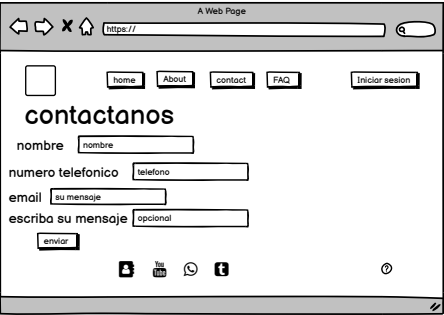 A Web Page
https://
home About contact FAQ Iniciar sesion
contactanos
nombre nombre
numero telefonico telefono
email su mensaje
escriba su mensaje opcional
enviar
You Tube t ?